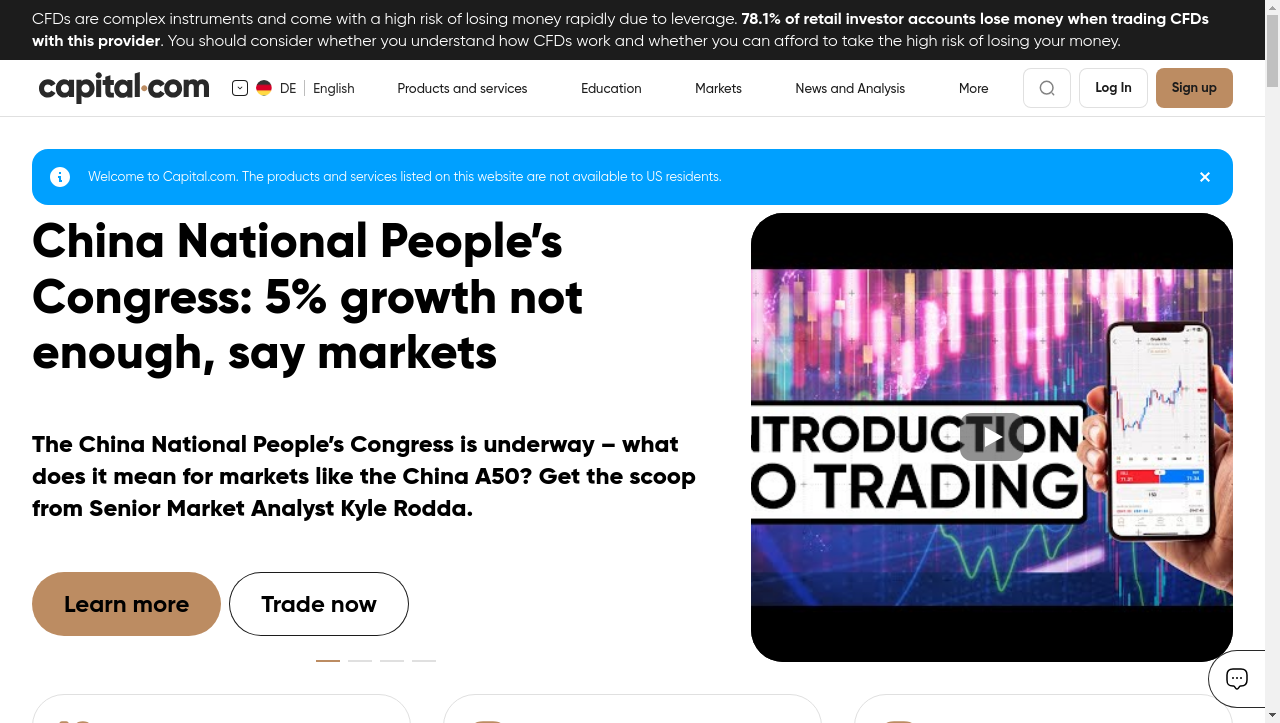 CFDs are complex instruments and come with a high risk of losing money rapidly due to leverage. 78.1% of retail investor accounts lose money when trading CFDs
with this provider. You should consider whether you understand how CFDs work and whether you can afford to take the high risk of losing your money.
capital.com
DE English
Products and services
Education
Markets
News and Analysis
More
Log In
Sign up
Welcome to Capital.com. The products and services listed on this website are not available to US residents.
China National People’s
Congress: 5% growth not
enough, say markets
The China National People’s Congress is underway – what
does it mean for markets like the China A50? Get the scoop
from Senior Market Analyst Kyle Rodda.
Learn more
Trade now
NTRODUCTION
O TRADING